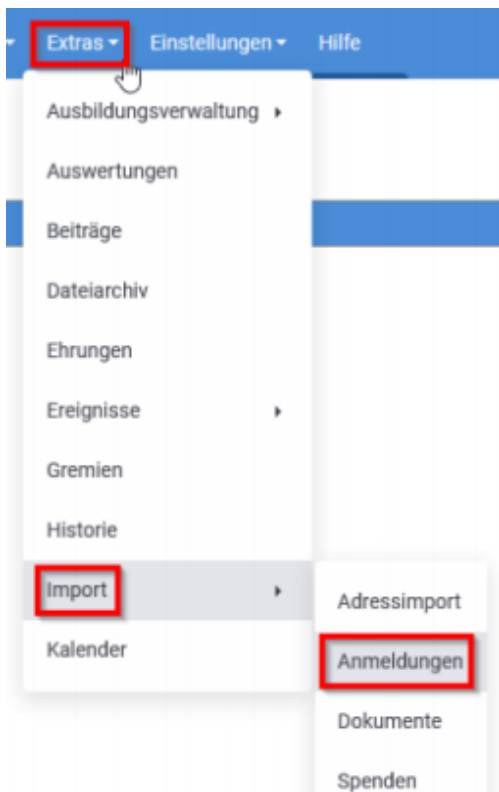 Extras Einstellungen Hilfe
Ausbildungsverwaltung
Auswertungen
Beiträge
Dateiarchiv
Ehrungen
Ereignisse
Gremien
Historie
Import
Kalender
Adressimport
Anmeldungen
Dokumente
Spenden